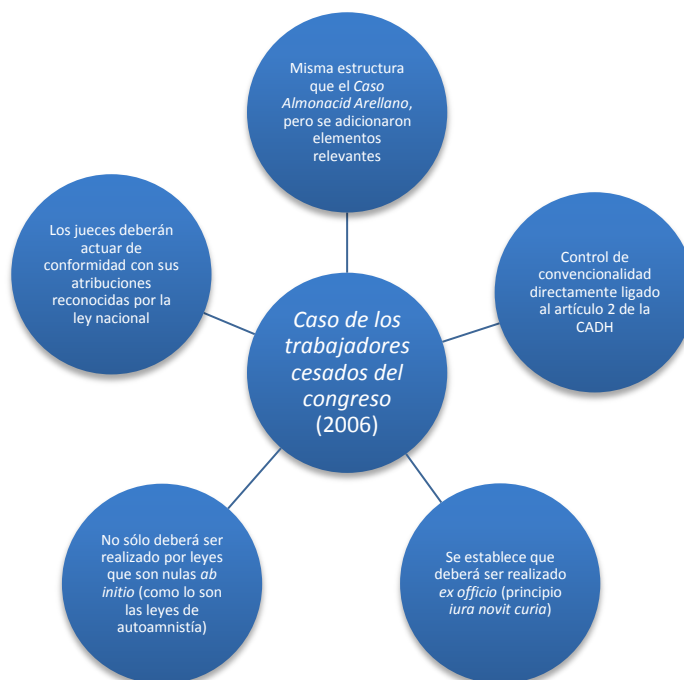 Misma estructura
que el Caso
Almonacid Arellano,
pero se adicionaron
elementos
relevantes
Los jueces deberán
actuar de
conformidad con sus
atribuciones
reconocidas por la
ley nacional
Control de
convencionalidad
directamente ligado
al artículo 2 de la
CADH
Caso de los
trabajadores
cesados del
congreso
(2006)
No sólo deberá ser
realizado por leyes
que son nulas ab
initio (como lo son
las leyes de
autoamnistía)
Se establece que
deberá ser realizado
ex officio (principio
iura novit curia)